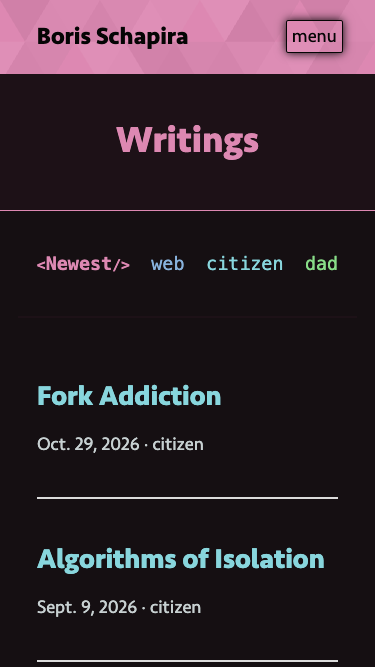 Boris Schapira
menu
Writings
<Newest/> web citizen dad
Fork Addiction
Oct. 29, 2026 · citizen
Algorithms of Isolation
Sept. 9, 2026 · citizen